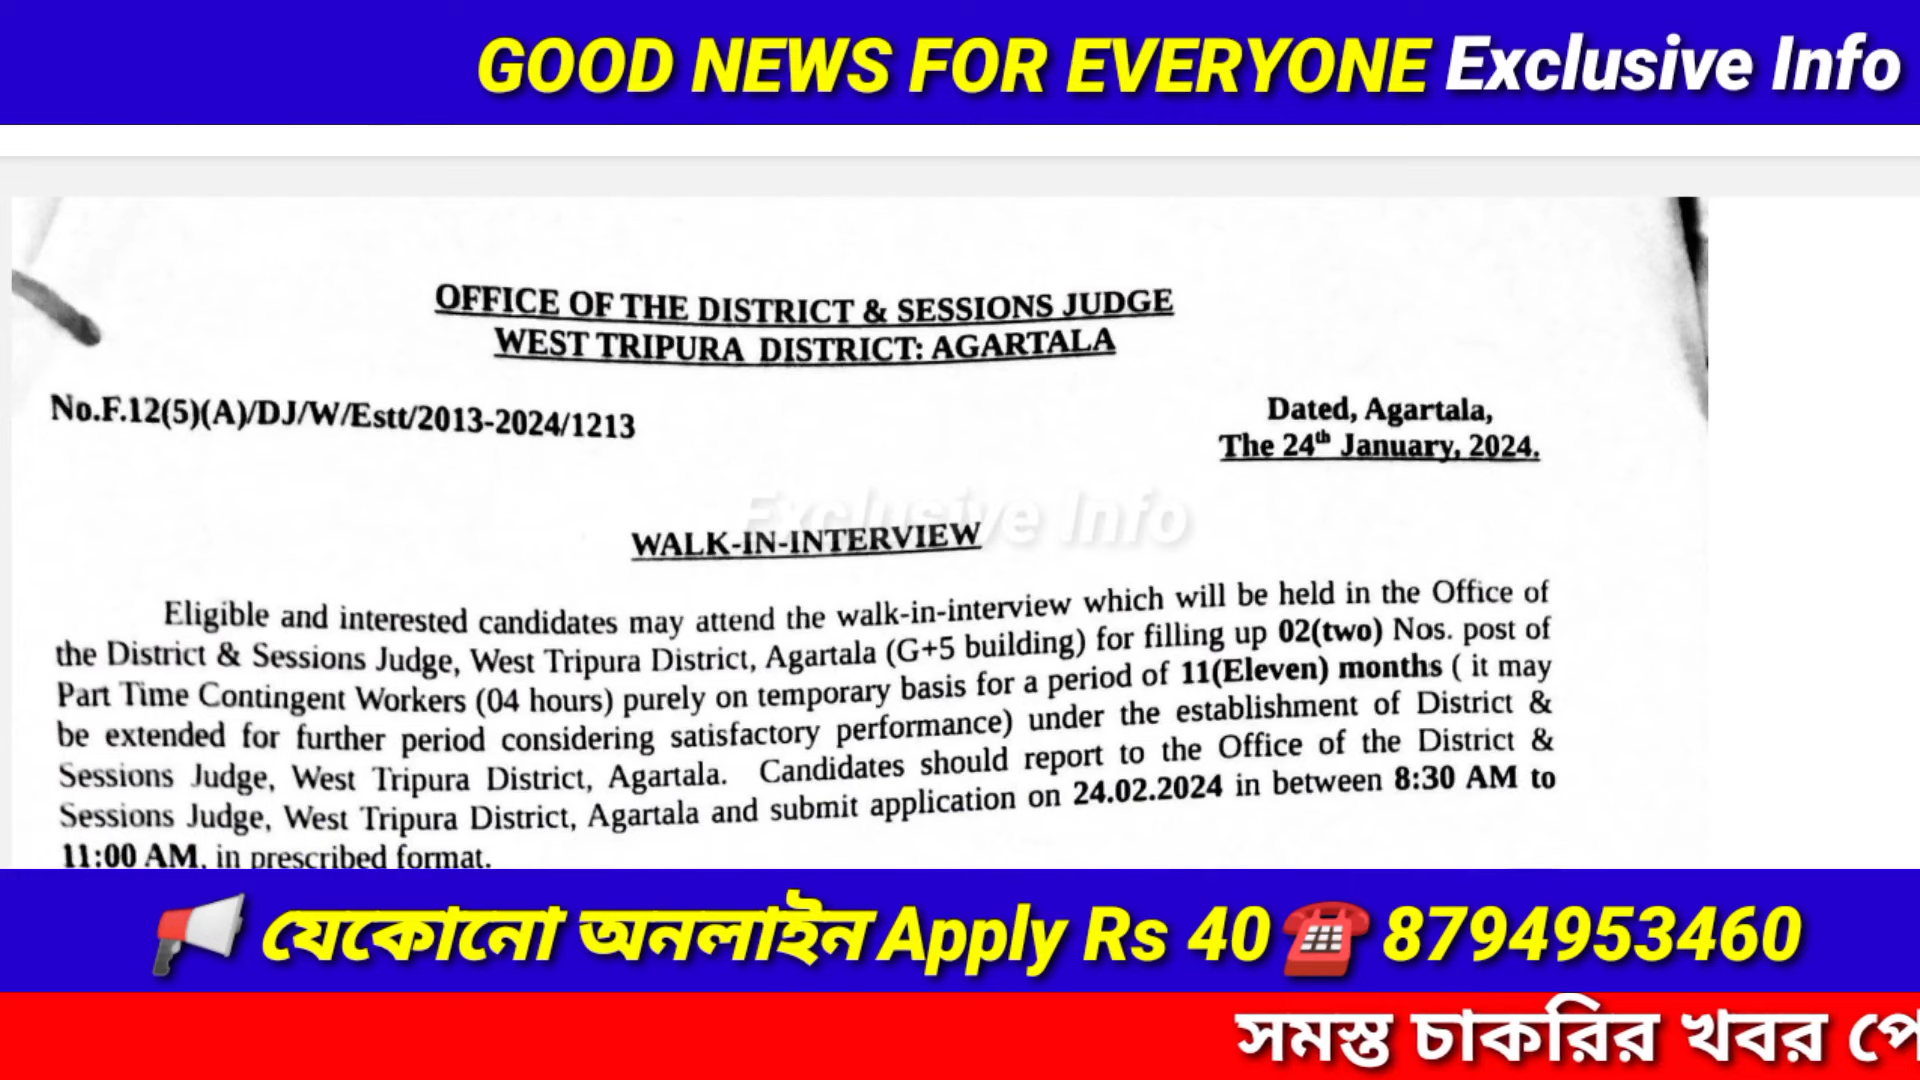 GOOD NEWS FOR EVERYONE Exclusive Info
OFFICE OF THE DISTRICT & SESSIONS JUDGE
WEST TRIPURA DISTRICT: AGARTALA
No.F.12(5)(A)/DJ/W/Estt/2013-2024/1213
Dated, Agartala,
The 24th January, 2024.
Exclusive Info
WALK-IN-INTERVIEW
Eligible and interested candidates may attend the walk-in-interview which will be held in the Office of
the District & Sessions Judge, West Tripura District, Agartala (G+5 building) for filling up 02(two) Nos. post of
Part Time Contingent Workers (04 hours) purely on temporary basis for a period of 11(Eleven) months ( it may
be extended for further period considering satisfactory performance) under the establishment of District &
Sessions Judge, West Tripura District, Agartala. Candidates should report to the Office of the District &
Sessions Judge, West Tripura District, Agartala and submit application on 24.02.2024 in between 8:30 AM to
11:00 AM, in prescribed format.
যেকোনো অনলাইন Apply Rs 40 8794953460
সমস্ত চাকরির খবর পে